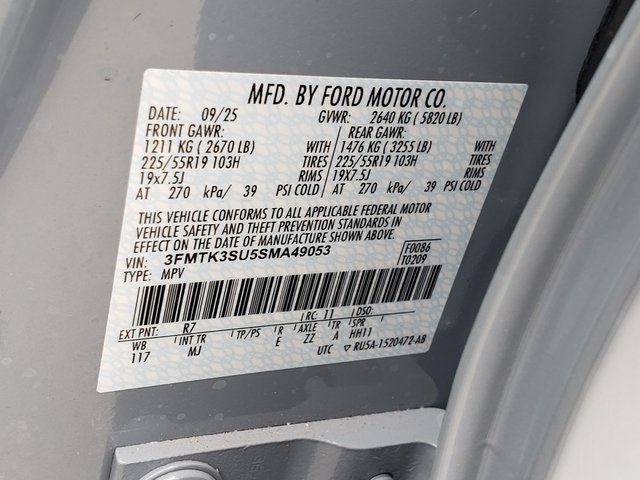 MFD. BY FORD MOTOR CO.
DATE: 09/25 GVWR: 2640 KG ( 5820 LB)
FRONT GAWR: REAR GAWR:
1211 KG ( 2670 LB) WITH 1476 KG ( 3255 LB) WITH
225/55R19 103H TIRES 225/55R19 103H TIRES
19x7.5J RIMS 19x7.5J RIMS
AT 270 kPa/ 39 PSI COLD AT 270 kPa/ 39 PSI COLD
THIS VEHICLE CONFORMS TO ALL APPLICABLE FEDERAL MOTOR
VEHICLE SAFETY AND THEFT PREVENTION STANDARDS IN
EFFECT ON THE DATE OF MANUFACTURE SHOWN ABOVE.
VIN: 3FMTK3SU5SMA49053 F0086
TYPE: MPV T0209
EXT PNT: R7 RC: 11 DSO:
WB INT TR TP/PS R AXLE TR SPR
117 MJ E ZZ A HH11
UTC ▽ RU5A-1520472-AB